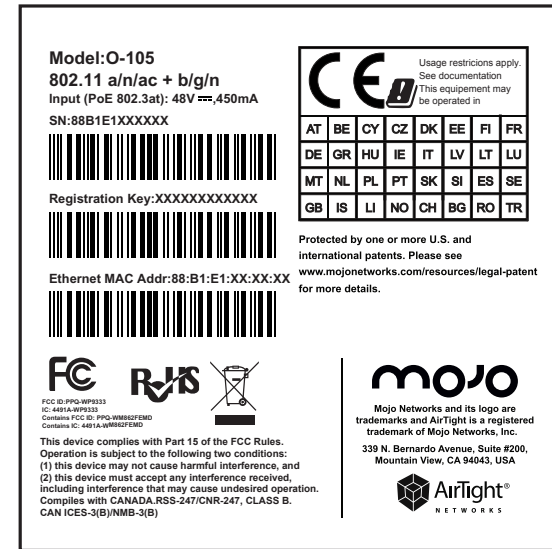 Model:O-105
802.11 a/n/ac + b/g/n
Input (PoE 802.3at): 48V ⎓,450mA
SN:88B1E1XXXXXX
Registration Key:XXXXXXXXXXXX
Ethernet MAC Addr:88:B1:E1:XX:XX:XX
FC
FCC ID:PPQ-WP9333
IC: 4491A-WP9333
Contains FCC ID: PPQ-WM862FEMD
Contains IC: 4491A-WM862FEMD
RoHS
This device complies with Part 15 of the FCC Rules.
Operation is subject to the following two conditions:
(1) this device may not cause harmful interference, and
(2) this device must accept any interference received,
including interference that may cause undesired operation.
Complies with CANADA.RSS-247/CNR-247, CLASS B.
CAN ICES-3(B)/NMB-3(B)
CE
Usage restricions apply.
See documentation
This equipement may
be operated in
AT BE CY CZ DK EE FI FR
DE GR HU IE IT LV LT LU
MT NL PL PT SK SI ES SE
GB IS LI NO CH BG RO TR
Protected by one or more U.S. and
international patents. Please see
www.mojonetworks.com/resources/legal-patent
for more details.
mojo
Mojo Networks and its logo are
trademarks and AirTight is a registered
trademark of Mojo Networks, Inc.
339 N. Bernardo Avenue, Suite #200,
Mountain View, CA 94043, USA
AirTight®
NETWORKS